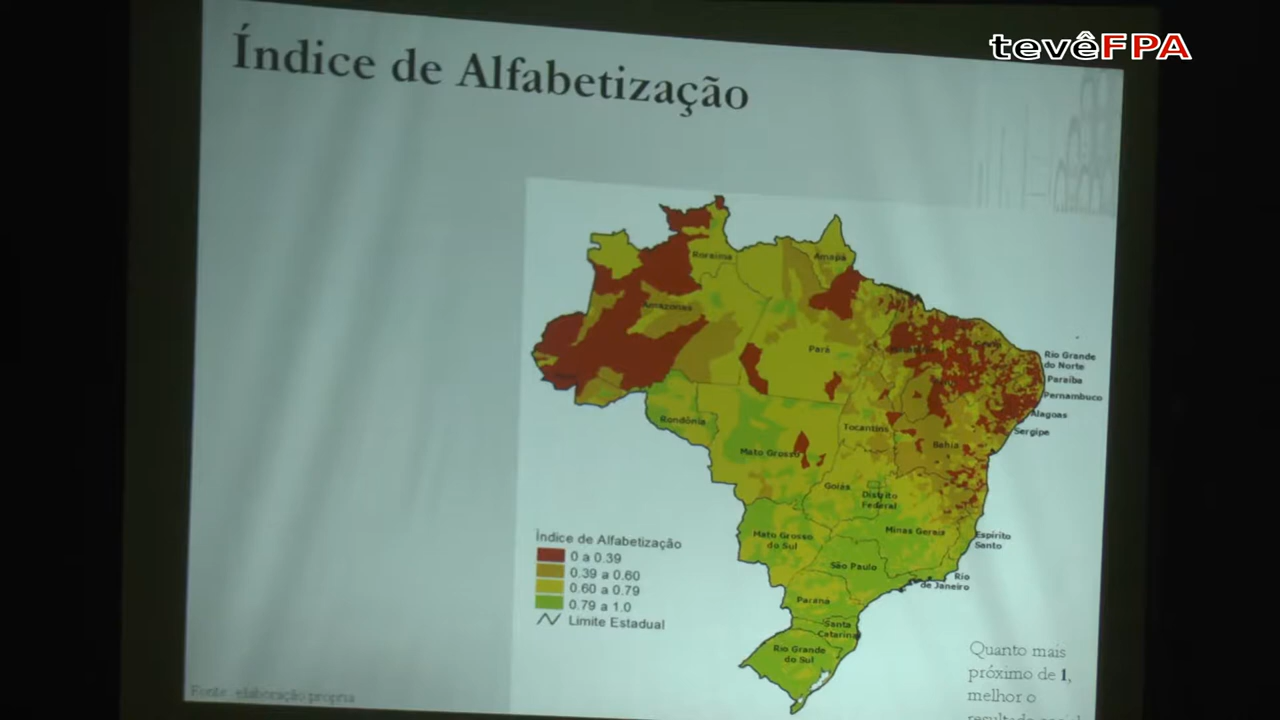 tevêFPA
Índice de Alfabetização
Roraima
Amapá
Amazonas
Pará
Rio Grande
do Norte
Paraíba
Pernambuco
Alagoas
Sergipe
Rondônia
Tocantins
Bahia
Mato Grosso
Goiás
Distrito
Federal
Mato Grosso
do Sul
Minas Gerais
Espírito
Santo
São Paulo
Rio
de Janeiro
Paraná
Santa
Catarina
Rio Grande
do Sul
Índice de Alfabetização
0 a 0.39
0.39 a 0.60
0.60 a 0.79
0.79 a 1.0
Limite Estadual
Quanto mais
próximo de 1,
melhor o
Fonte: elaboração própria